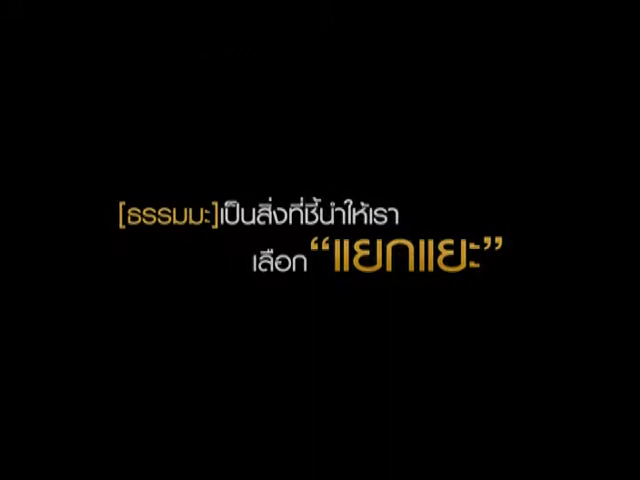 [ธรรมมะ]เป็นสิ่งที่ชี้นำให้เรา
เลือก “แยกแยะ”